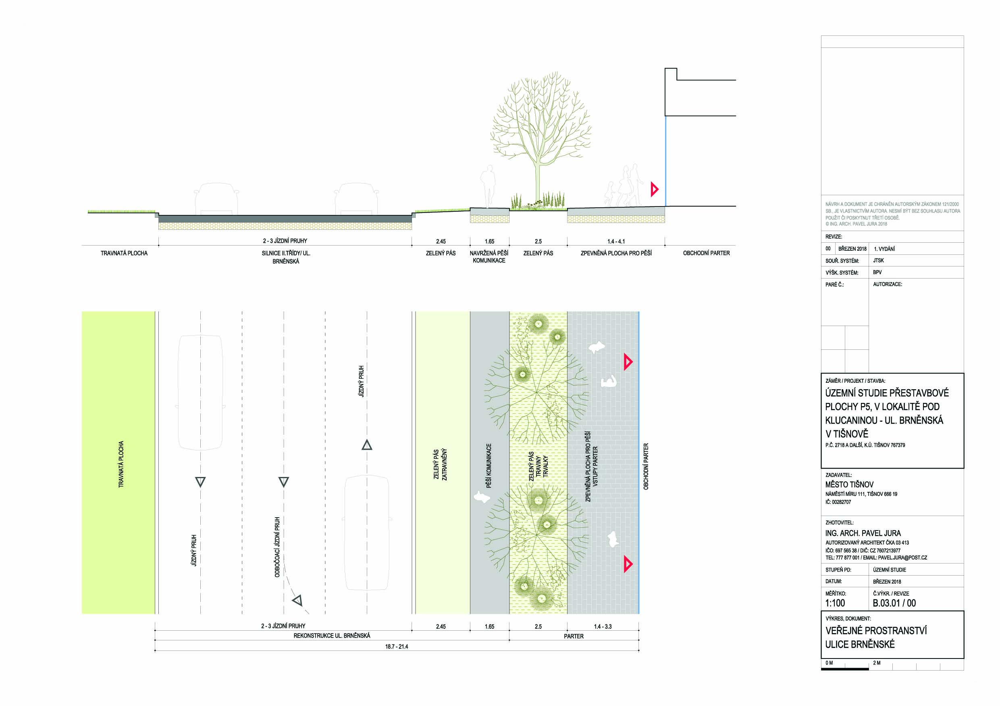 2 - 3 JÍZDNÍ PRUHY
2.45
1.65
2.5
1.4 - 4.1
TRAVNATÁ PLOCHA
SILNICE II.TŘÍDY/ UL.
BRNĚNSKÁ
ZELENÝ PÁS
NAVRŽENÁ PĚŠÍ
KOMUNIKACE
ZELENÝ PÁS
ZPEVNĚNÁ PLOCHA PRO PĚŠÍ
OBCHODNÍ PARTER
TRAVNATÁ PLOCHA
JÍZDNÝ PRUH
ODBOČOACÍ JÍZDNÍ PRUH
JÍZDNÝ PRUH
ZELENÝ PÁS
ZATRAVNĚNÝ
PĚŠÍ KOMUNIKACE
ZELENÝ PÁS
TRAVINY
TRVALKY
ZPEVNĚNÁ PLOCHA PRO PĚŠÍ
VSTUPY PARTER
OBCHODNÍ PARTER
2 - 3 JÍZDNÍ PRUHY
2.45
1.65
2.5
1.4 - 3.3
REKONSTRUKCE UL. BRNĚNSKÁ
PARTER
18.7 - 21.4
NÁVRH A DOKUMENT JE CHRÁNĚN AUTORSKÝM ZÁKONEM 121/2000
SB., JE VLASTNICTVÍM AUTORA. NESMÍ BÝT BEZ SOUHLASU AUTORA
POUŽIT ČI POSKYTNUT TŘETÍ OSOBĚ.
© ING. ARCH. PAVEL JURA 2018
REVIZE:
00 BŘEZEN 2018 1. VYDÁNÍ
SOUŘ. SYSTÉM: JTSK
VÝŠK. SYSTÉM: BPV
PARÉ Č.: AUTORIZACE:
ZÁMĚR / PROJEKT / STAVBA:
ÚZEMNÍ STUDIE PŘESTAVBOVÉ
PLOCHY P5, V LOKALITĚ POD
KLUCANINOU - UL. BRNĚNSKÁ
V TIŠNOVĚ
P.Č. 2718 A DALŠÍ, K.Ú. TIŠNOV 767379
ZADAVATEL:
MĚSTO TIŠNOV
NÁMĚSTÍ MÍRU 111, TIŠNOV 666 19
IČ: 00282707
ZHOTOVITEL:
ING. ARCH. PAVEL JURA
AUTORIZOVANÝ ARCHITEKT ČKA 03 413
IČO: 697 565 38 / DIČ: CZ 7607213977
TEL: 777 877 001 / EMAIL: PAVEL.JURA@POST.CZ
STUPEŇ PD: ÚZEMNÍ STUDIE
DATUM: BŘEZEN 2018
MĚŘÍTKO: Č.VÝKR. / REVIZE
1:100 B.03.01 / 00
VÝKRES, DOKUMENT:
VEŘEJNÉ PROSTRANSTVÍ
ULICE BRNĚNSKÉ
0 M 2 M